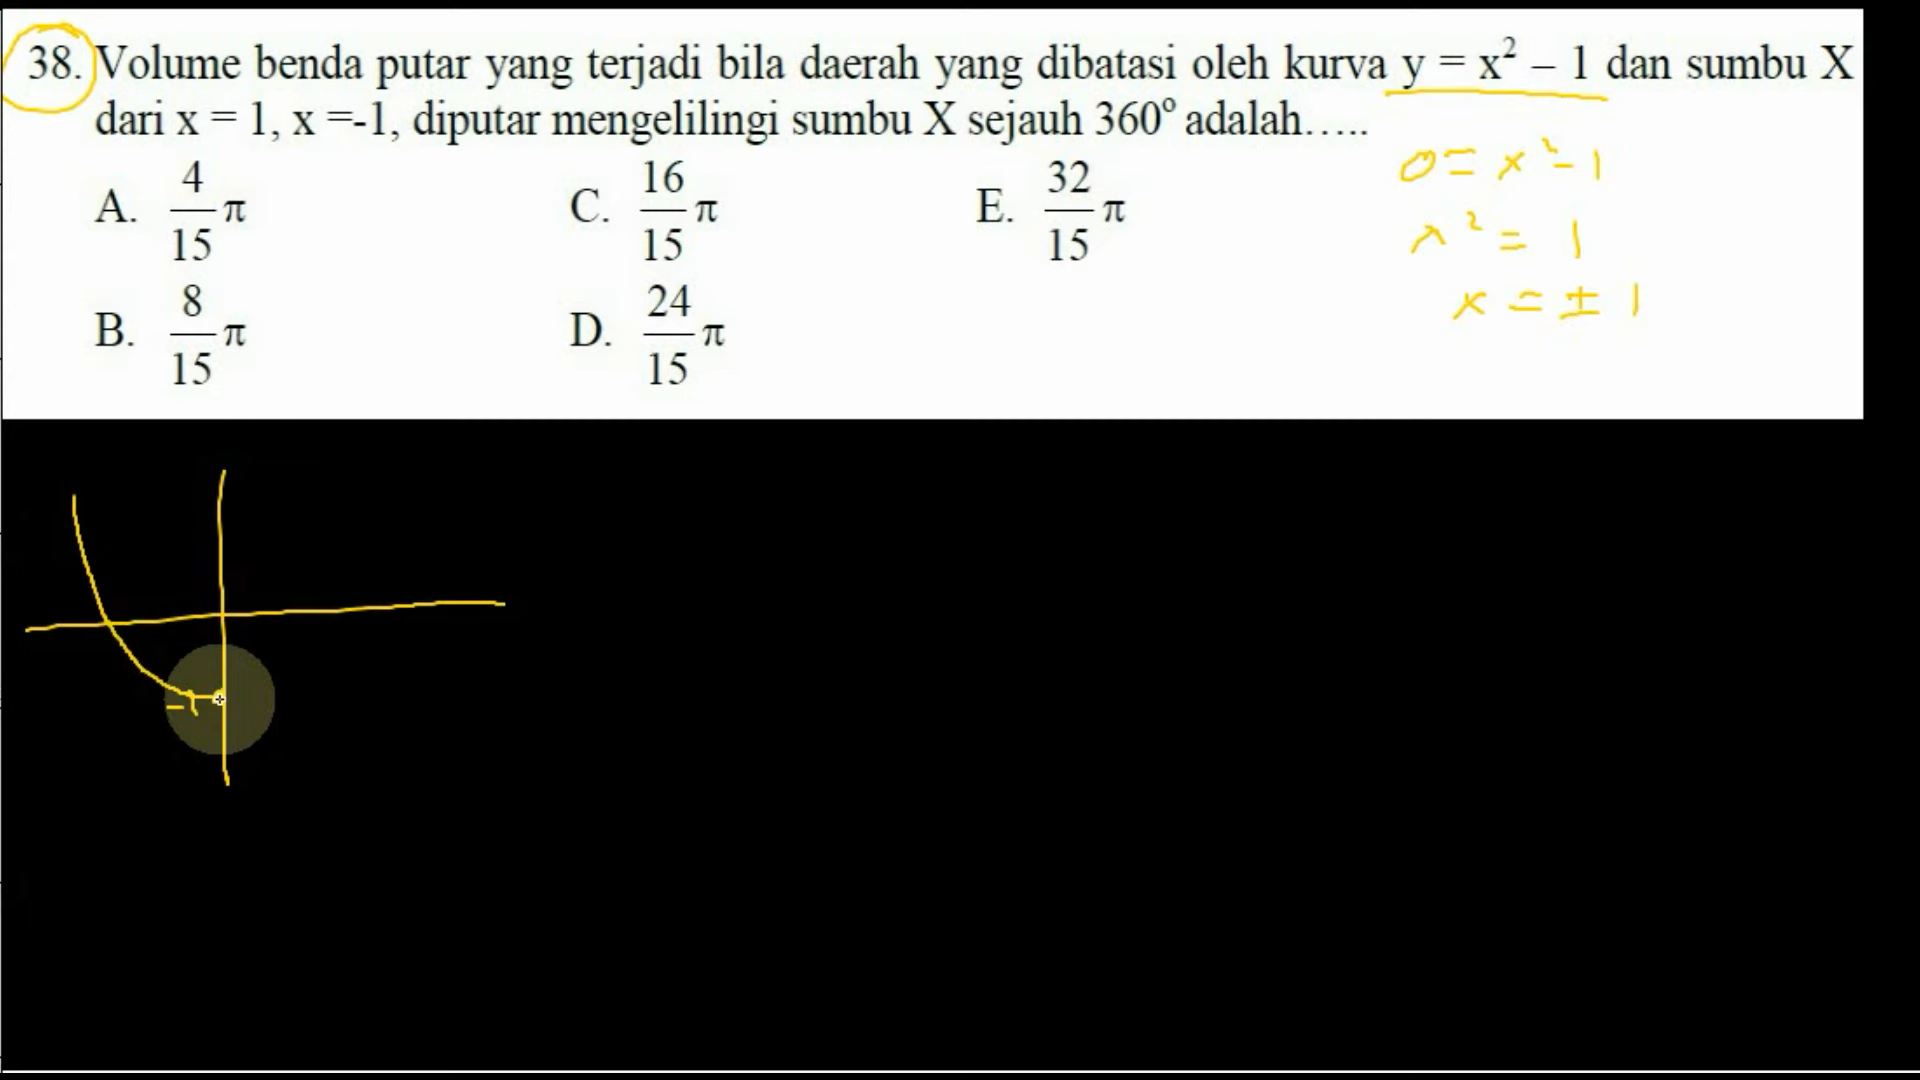 38. Volume benda putar yang terjadi bila daerah yang dibatasi oleh kurva y = x² – 1 dan sumbu X
dari x = 1, x =-1, diputar mengelilingi sumbu X sejauh 360° adalah…..
A. 4/15 π
C. 16/15 π
E. 32/15 π
B. 8/15 π
D. 24/15 π
0 = x² - 1
x² = 1
x = ± 1
-1